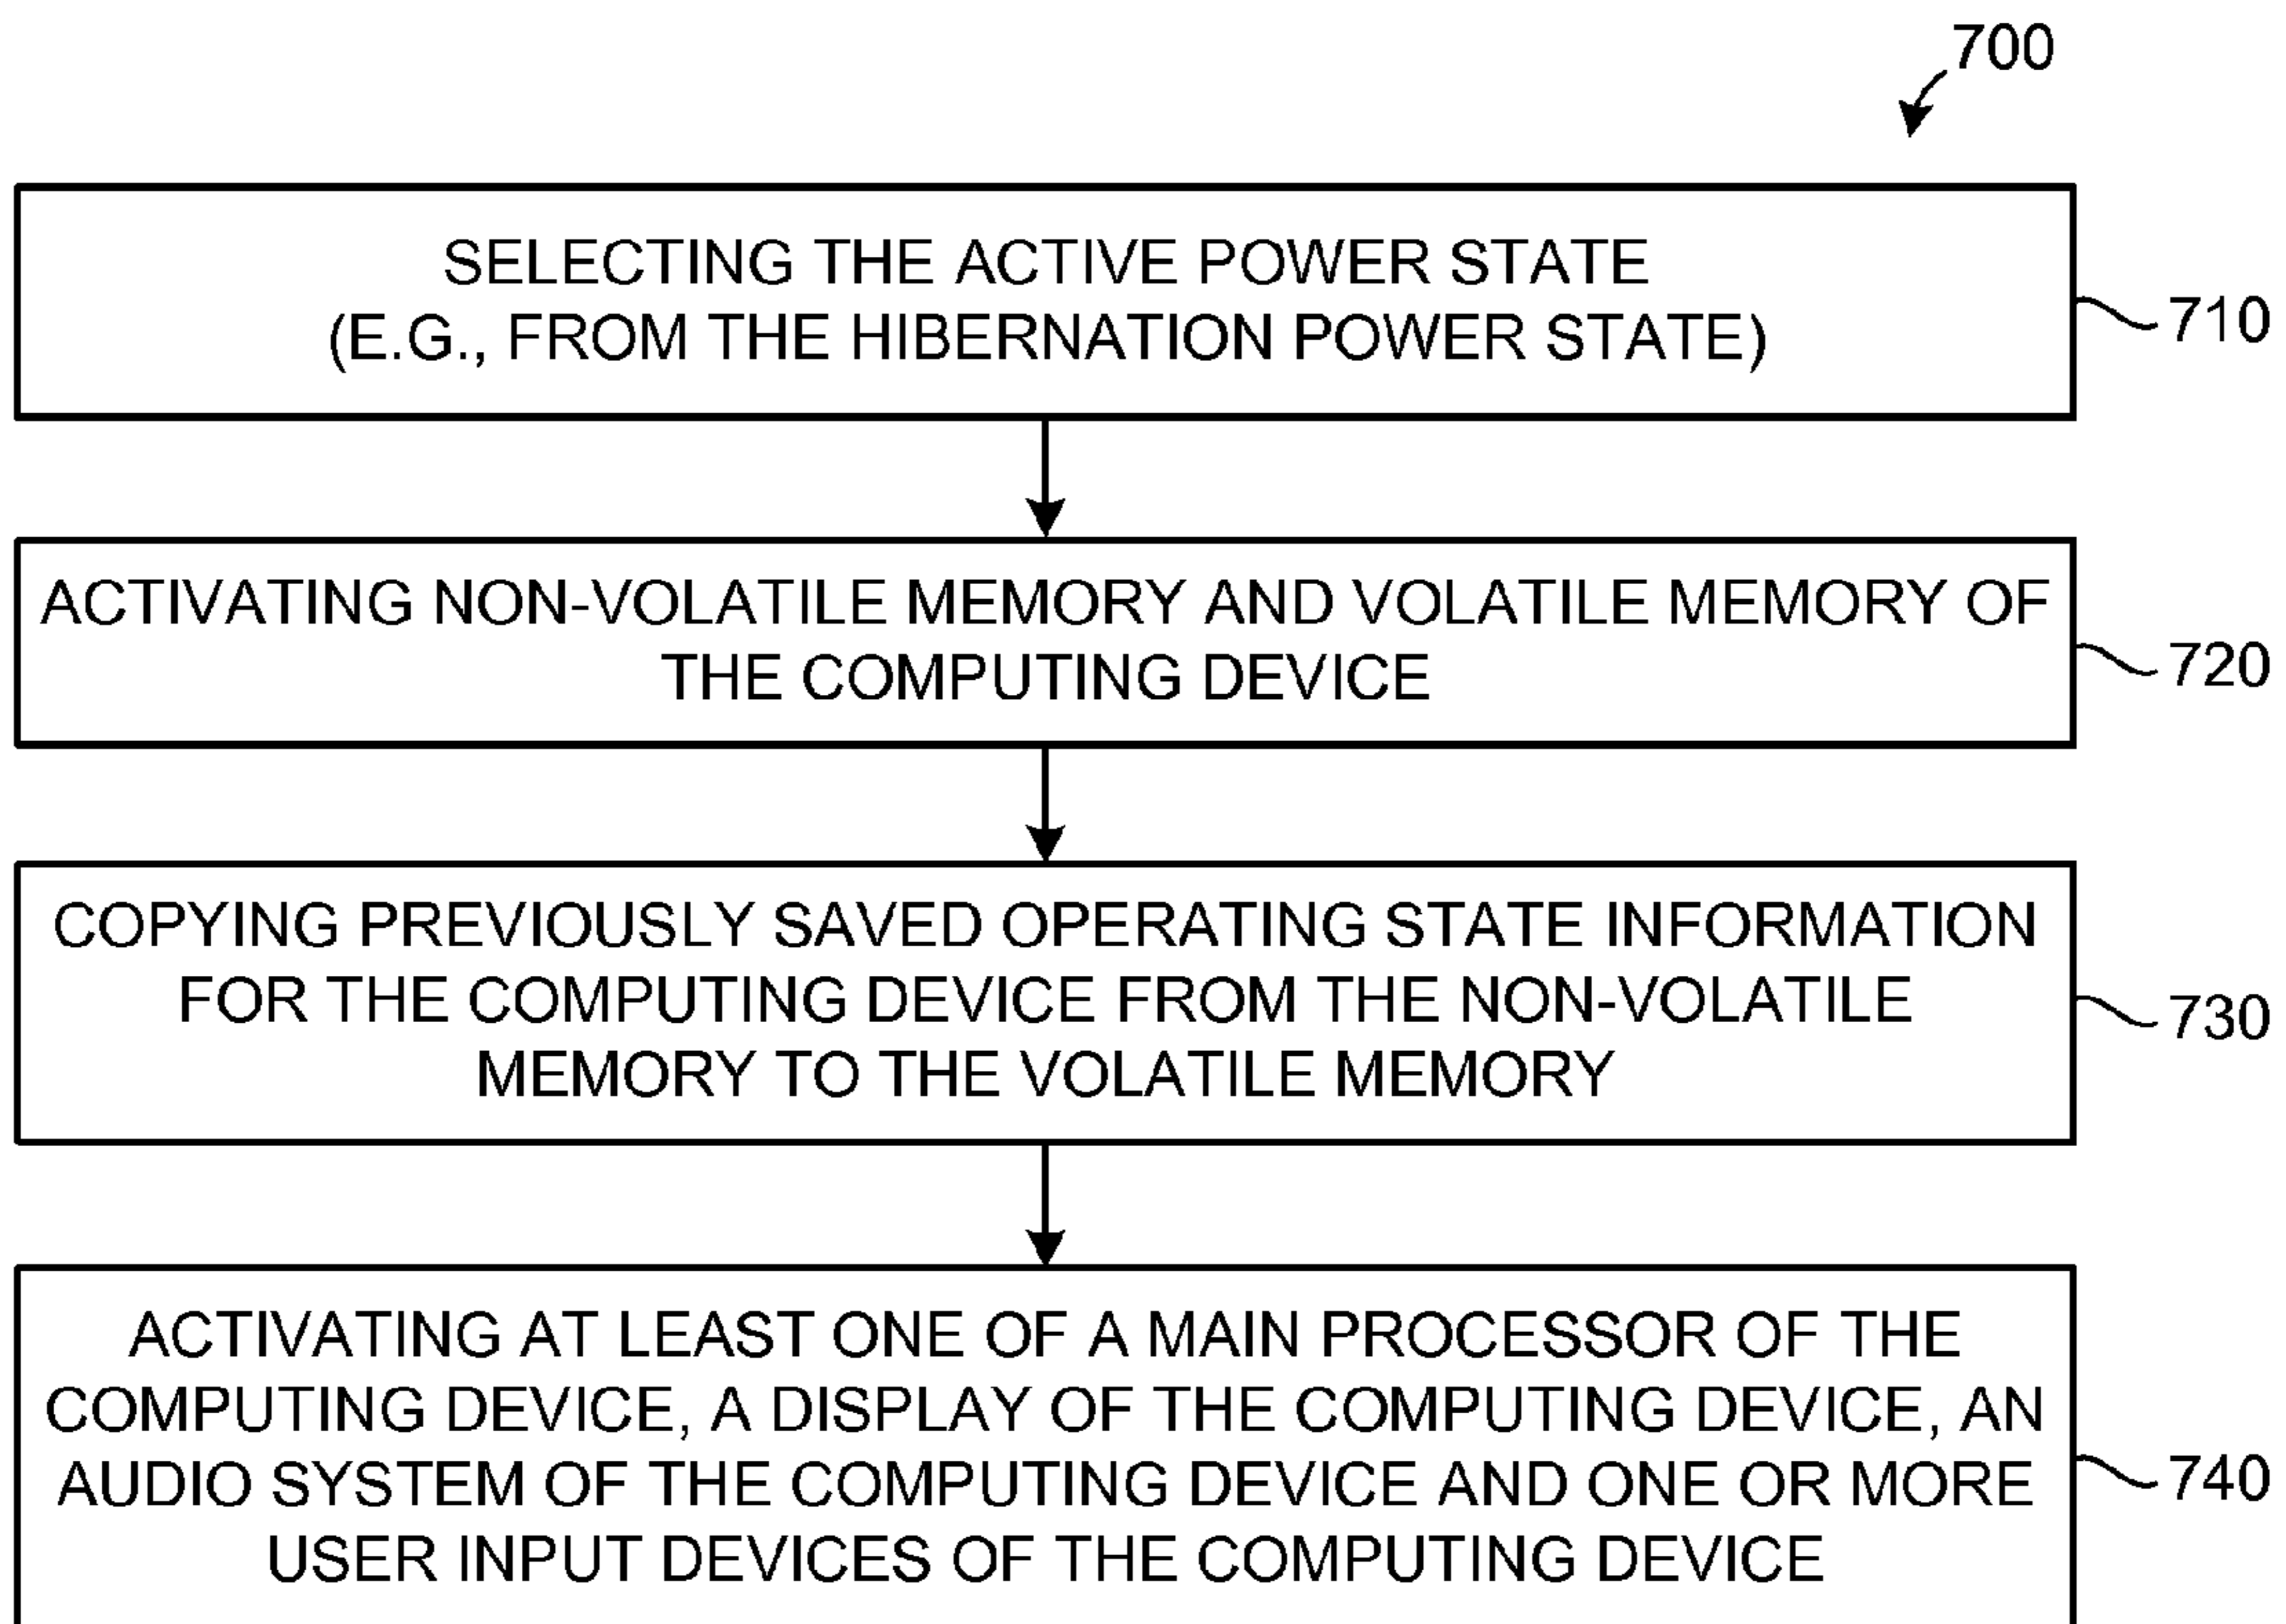 700
SELECTING THE ACTIVE POWER STATE
(E.G., FROM THE HIBERNATION POWER STATE)
710
ACTIVATING NON-VOLATILE MEMORY AND VOLATILE MEMORY OF
THE COMPUTING DEVICE
720
COPYING PREVIOUSLY SAVED OPERATING STATE INFORMATION
FOR THE COMPUTING DEVICE FROM THE NON-VOLATILE
MEMORY TO THE VOLATILE MEMORY
730
ACTIVATING AT LEAST ONE OF A MAIN PROCESSOR OF THE
COMPUTING DEVICE, A DISPLAY OF THE COMPUTING DEVICE, AN
AUDIO SYSTEM OF THE COMPUTING DEVICE AND ONE OR MORE
USER INPUT DEVICES OF THE COMPUTING DEVICE
740